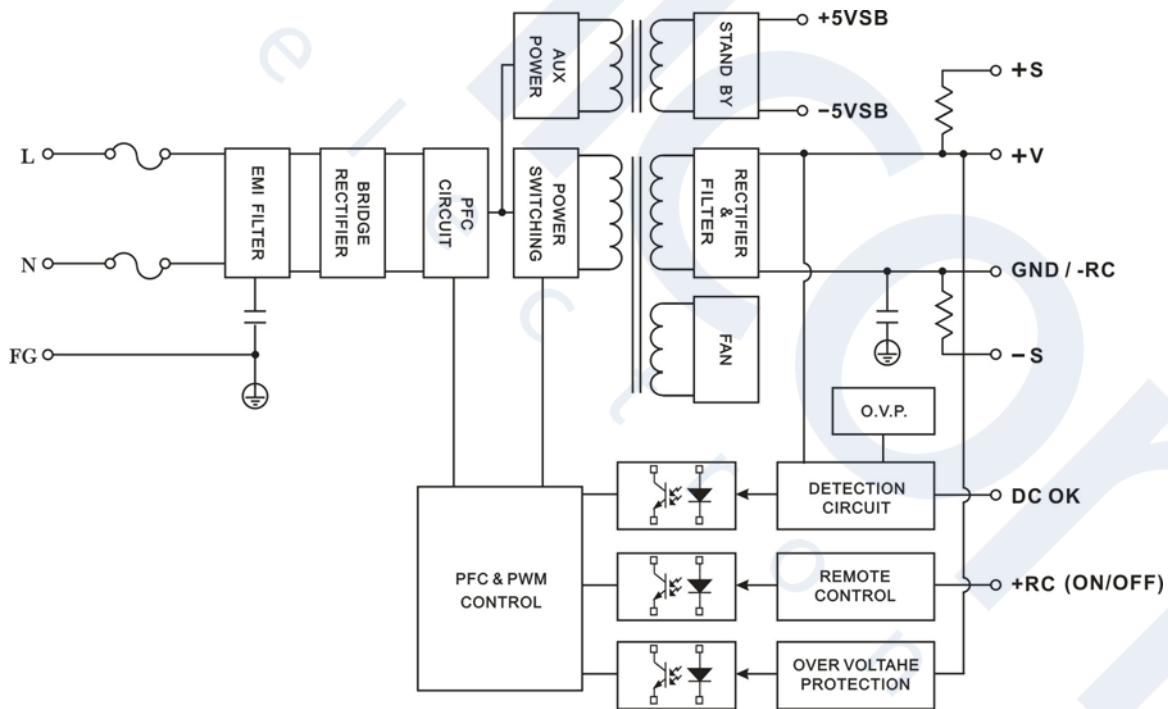 AUX
POWER
STAND BY
+5VSB
−5VSB
+S
L
EMI FILTER
BRIDGE
RECTIFIER
PFC
CIRCUIT
POWER
SWITCHING
RECTIFIER
&
FILTER
+V
N
GND / -RC
FG
FAN
−S
O.V.P.
DETECTION
CIRCUIT
DC OK
PFC & PWM
CONTROL
REMOTE
CONTROL
+RC (ON/OFF)
OVER VOLTAHE
PROTECTION